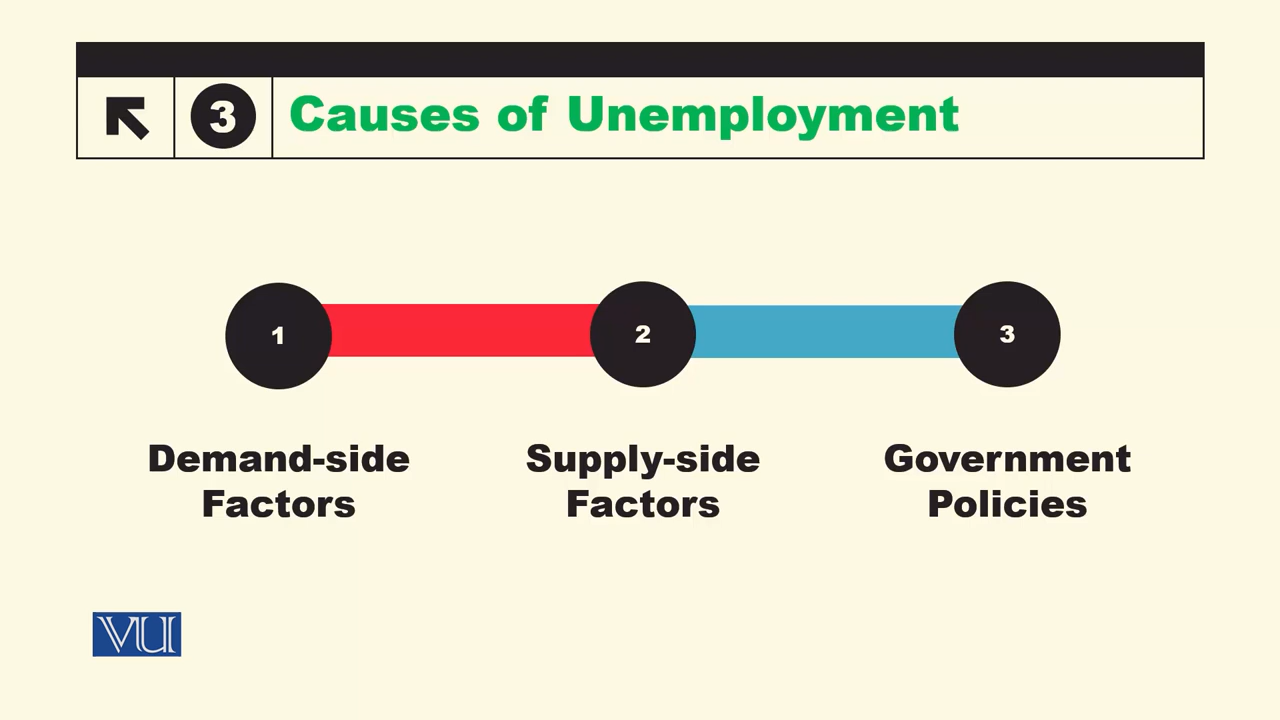 3 Causes of Unemployment
1 2 3
Demand-side Supply-side Government
Factors Factors Policies
VU